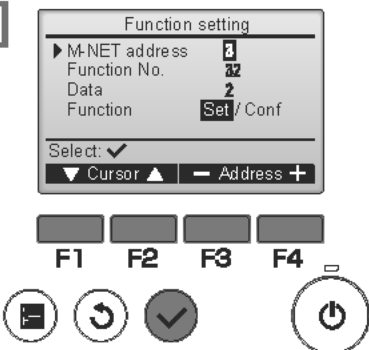 Function setting
M-NET address 3
Function No. 32
Data 2
Function Set / Conf
Select: ✔
▼ Cursor ▲ − Address +
F1 F2 F3 F4